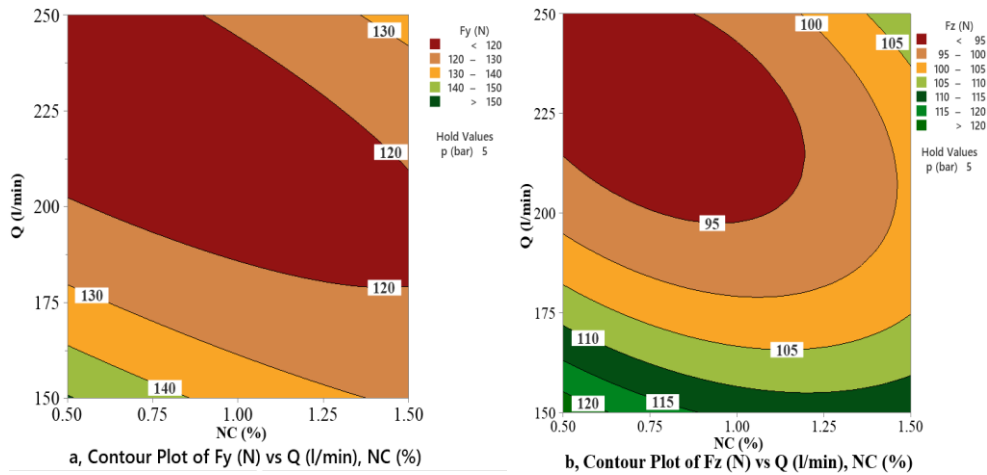 250
225
200
175
150
Q (l/min)
0.50
0.75
1.00
1.25
1.50
NC (%)
130
120
120
130
140
Fy (N)
< 120
120 – 130
130 – 140
140 – 150
> 150
Hold Values
p (bar) 5
a, Contour Plot of Fy (N) vs Q (l/min), NC (%)
250
225
200
175
150
Q (l/min)
0.50
0.75
1.00
1.25
1.50
NC (%)
100
105
95
110
105
120
115
Fz (N)
< 95
95 – 100
100 – 105
105 – 110
110 – 115
115 – 120
> 120
Hold Values
p (bar) 5
b, Contour Plot of Fz (N) vs Q (l/min), NC (%)